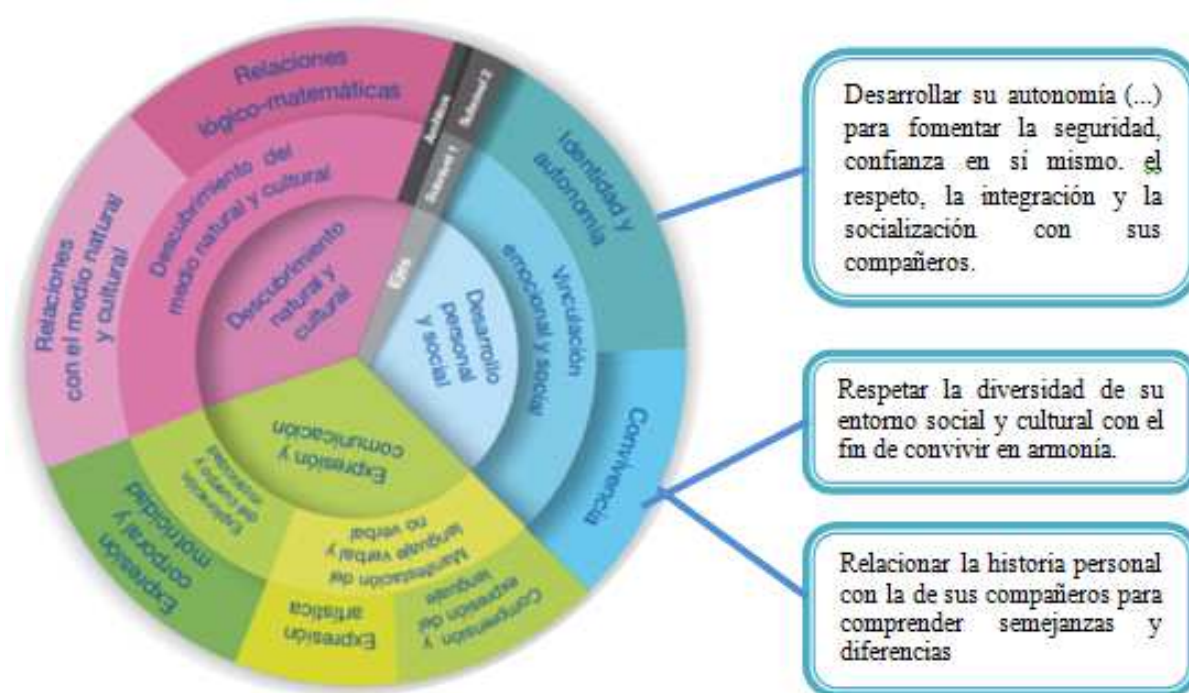 Relaciones
lógico-matemáticas
Relaciones
con el medio natural
y cultural
Descubrimiento del
medio natural y cultural
Descubrimiento
natural y
cultural
Ámbitos
Subnivel 2
Subnivel 1
Ejes
Identidad y
autonomía
Vinculación
emocional y social
Desarrollo
personal
y social
Convivencia
Expresión y
comunicación
Exploración
del cuerpo y
motricidad
Manifestación del
lenguaje verbal y
no verbal
Expresión
corporal y
motricidad
Expresión
artística
Comprensión y
expresión del
lenguaje
Desarrollar su autonomía (...)
para fomentar la seguridad,
confianza en sí mismo. el
respeto, la integración y la
socialización con sus
compañeros.
Respetar la diversidad de su
entorno social y cultural con el
fin de convivir en armonía.
Relacionar la historia personal
con la de sus compañeros para
comprender semejanzas y
diferencias